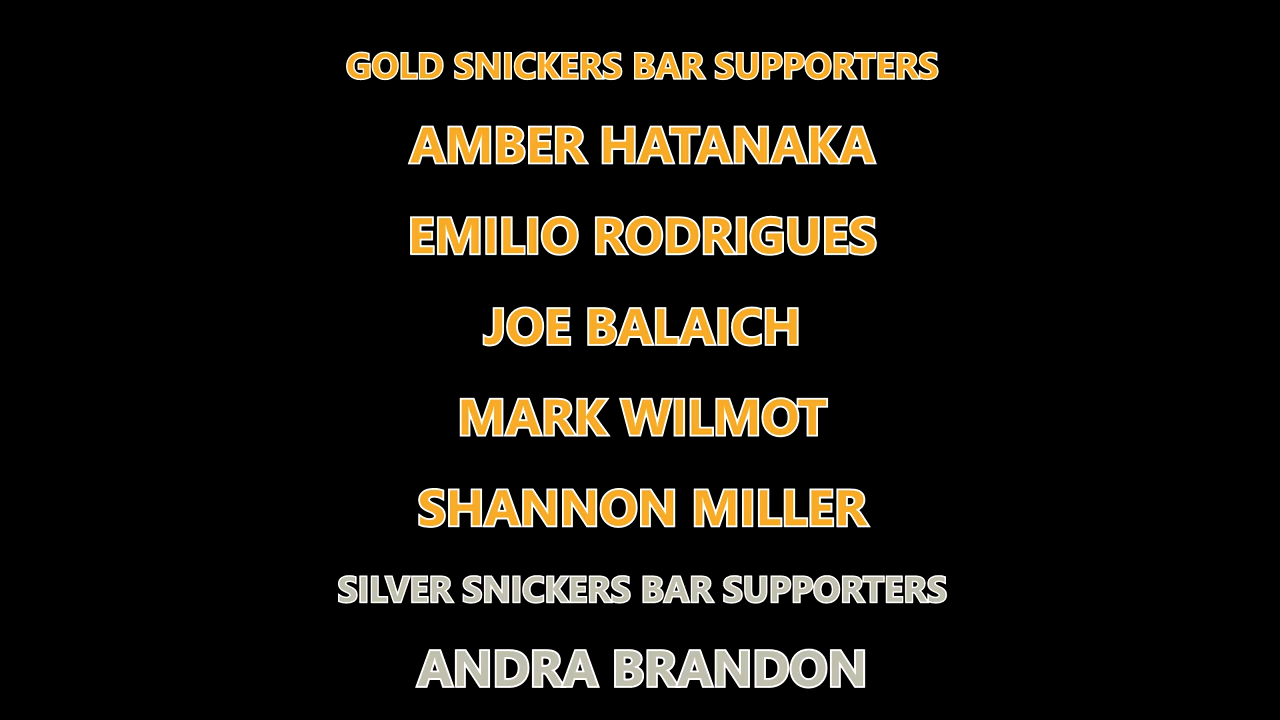 GOLD SNICKERS BAR SUPPORTERS
AMBER HATANAKA
EMILIO RODRIGUES
JOE BALAICH
MARK WILMOT
SHANNON MILLER
SILVER SNICKERS BAR SUPPORTERS
ANDRA BRANDON